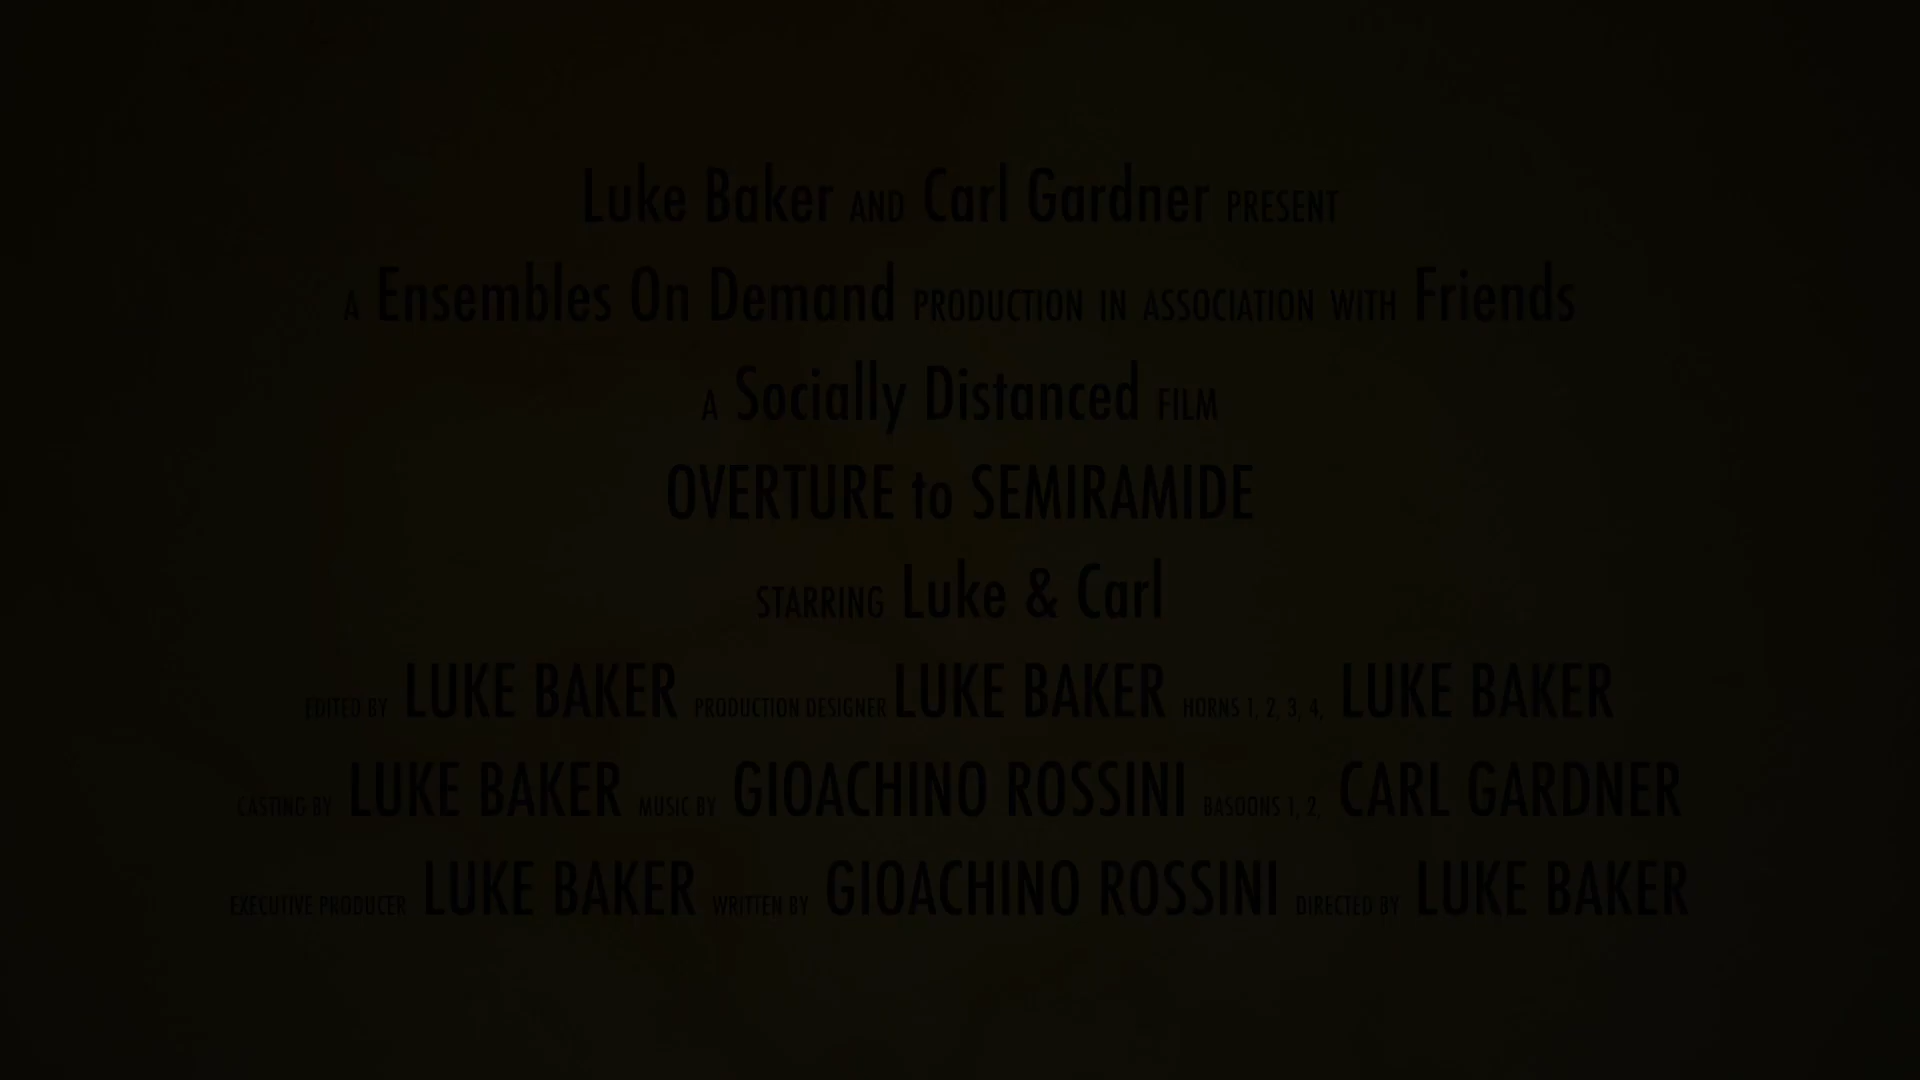 Luke Baker AND Carl Gardner PRESENT
A Ensembles On Demand PRODUCTION IN ASSOCIATION WITH Friends
A Socially Distanced FILM
OVERTURE to SEMIRAMIDE
STARRING Luke & Carl
EDITED BY LUKE BAKER PRODUCTION DESIGNER LUKE BAKER HORNS 1, 2, 3, 4, LUKE BAKER
CASTING BY LUKE BAKER MUSIC BY GIOACHINO ROSSINI BASOONS 1, 2, CARL GARDNER
EXECUTIVE PRODUCER LUKE BAKER WRITTEN BY GIOACHINO ROSSINI DIRECTED BY LUKE BAKER